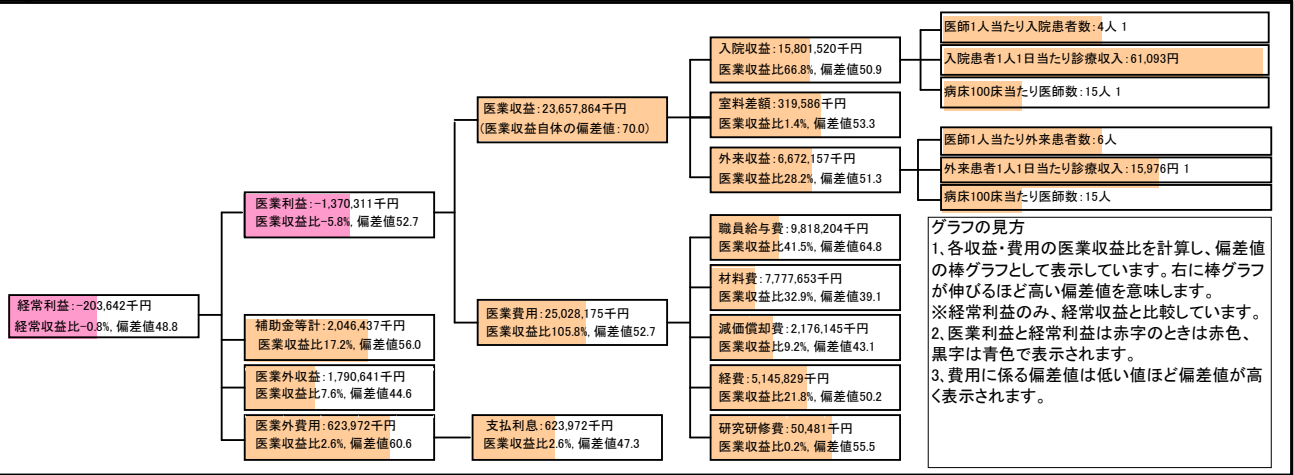 経常利益:-203,642千円
経常収益比-0.8%, 偏差値48.8
医業利益:-1,370,311千円
医業収益比-5.8%, 偏差値52.7
補助金等計:2,046,437千円
医業収益比17.2%, 偏差値56.0
医業外収益:1,790,641千円
医業収益比7.6%, 偏差値44.6
医業外費用:623,972千円
医業収益比2.6%, 偏差値60.6
医業収益:23,657,864千円
(医業収益自体の偏差値:70.0)
医業費用:25,028,175千円
医業収益比105.8%, 偏差値52.7
支払利息:623,972千円
医業収益比2.6%, 偏差値47.3
入院収益:15,801,520千円
医業収益比66.8%, 偏差値50.9
室料差額:319,586千円
医業収益比1.4%, 偏差値53.3
外来収益:6,672,157千円
医業収益比28.2%, 偏差値51.3
職員給与費:9,818,204千円
医業収益比41.5%, 偏差値64.8
材料費:7,777,653千円
医業収益比32.9%, 偏差値39.1
減価償却費:2,176,145千円
医業収益比9.2%, 偏差値43.1
経費:5,145,829千円
医業収益比21.8%, 偏差値50.2
研究研修費:50,481千円
医業収益比0.2%, 偏差値55.5
医師1人当たり入院患者数:4人 1
入院患者1人1日当たり診療収入:61,093円
病床100床当たり医師数:15人 1
医師1人当たり外来患者数:6人
外来患者1人1日当たり診療収入:15,976円 1
病床100床当たり医師数:15人
グラフの見方
1、各収益・費用の医業収益比を計算し、偏差値
の棒グラフとして表示しています。右に棒グラフ
が伸びるほど高い偏差値を意味します。
※経常利益のみ、経常収益と比較しています。
2、医業利益と経常利益は赤字のときは赤色、
黒字は青色で表示されます。
3、費用に係る偏差値は低い値ほど偏差値が高
く表示されます。